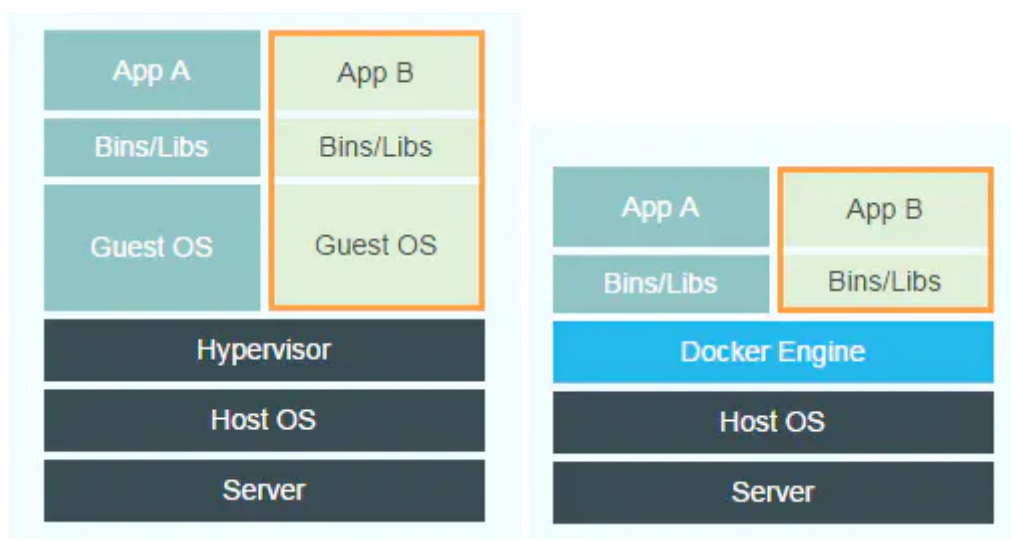 App A
App B
Bins/Libs
Bins/Libs
Guest OS
Guest OS
Hypervisor
Host OS
Server
App A
App B
Bins/Libs
Bins/Libs
Docker Engine
Host OS
Server